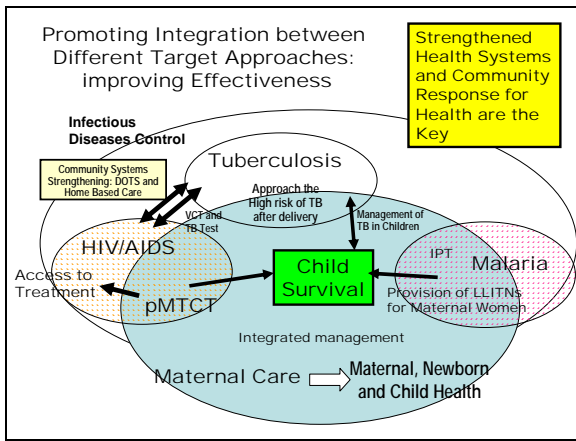 Promoting Integration between
Different Target Approaches:
improving Effectiveness
Strengthened
Health Systems
and Community
Response for
Health are the
Key
Infectious
Diseases Control
Community Systems
Strengthening: DOTS and
Home Based Care
Tuberculosis
Approach the
High risk of TB
after delivery
VCT and
TB Test
Management of
TB in Children
HIV/AIDS
Access to
Treatment
pMTCT
Child
Survival
IPT
Malaria
Provision of LLITNs
for Maternal Women
Integrated management
Maternal Care
Maternal, Newborn
and Child Health